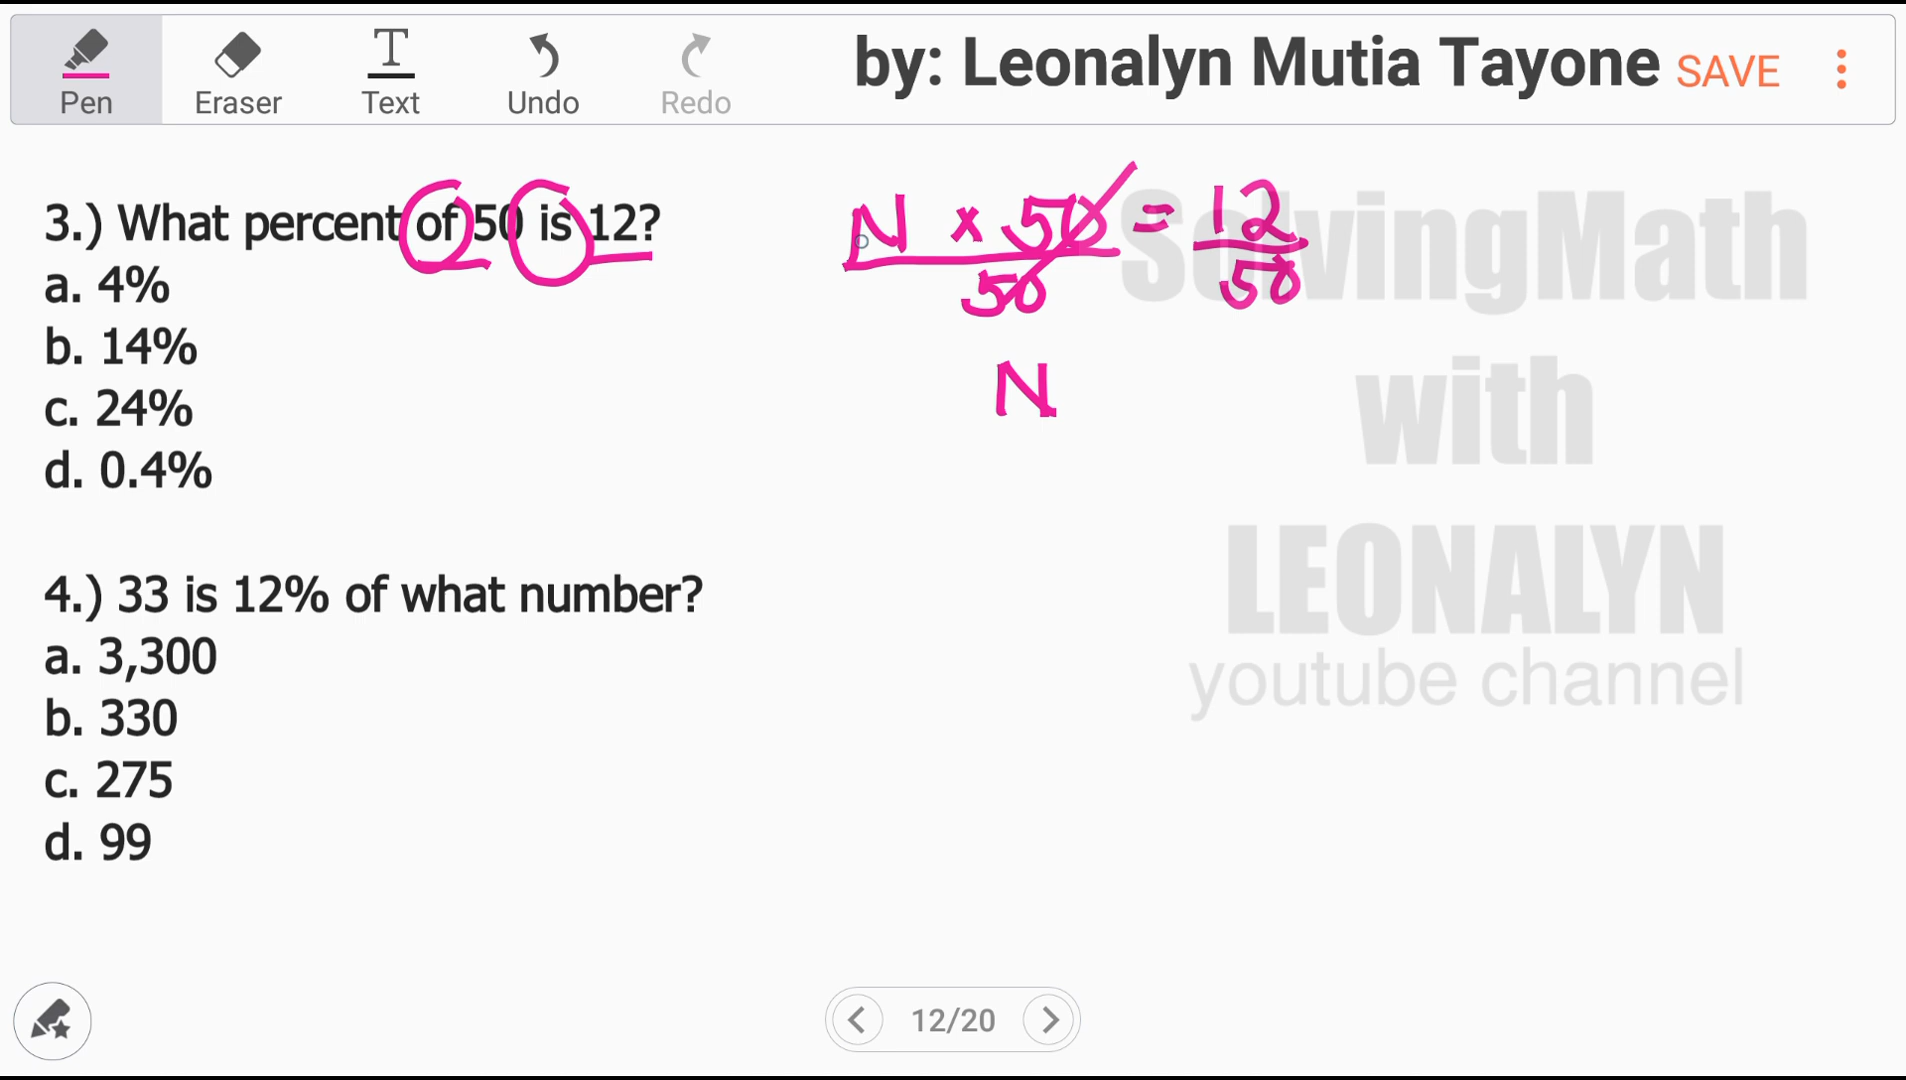 Pen Eraser Text Undo Redo by: Leonalyn Mutia Tayone SAVE
3.) What percent of 50 is 12?
a. 4%
b. 14%
c. 24%
d. 0.4%
4.) 33 is 12% of what number?
a. 3,300
b. 330
c. 275
d. 99
N × 50 = 12
50 50
N
SolvingMath
with
LEONALYN
youtube channel
12/20